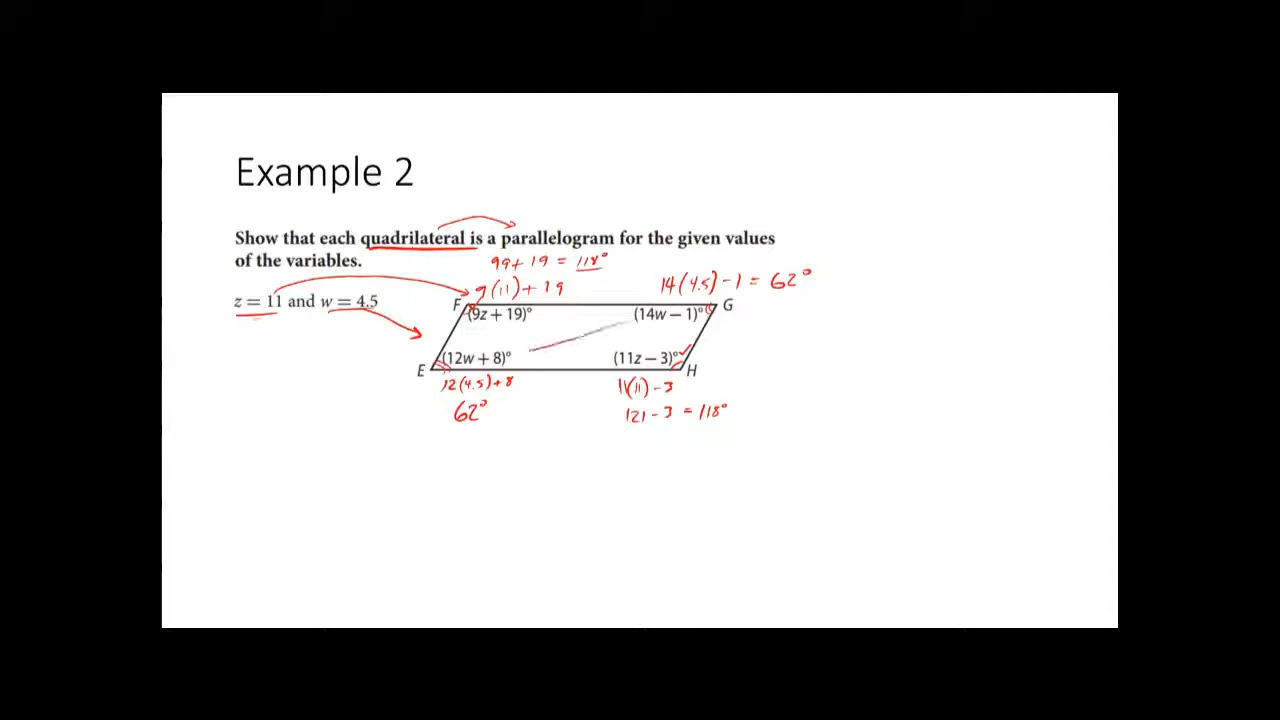 Example 2
Show that each quadrilateral is a parallelogram for the given values
of the variables.
99 + 19 = 118°
z = 11 and w = 4.5
9(11) + 19
14(4.5) - 1 = 62°
F
G
(9z + 19)°
(14w − 1)°
(12w + 8)°
(11z − 3)°
E
H
12(4.5) + 8
11(11) - 3
62°
121 - 3 = 118°